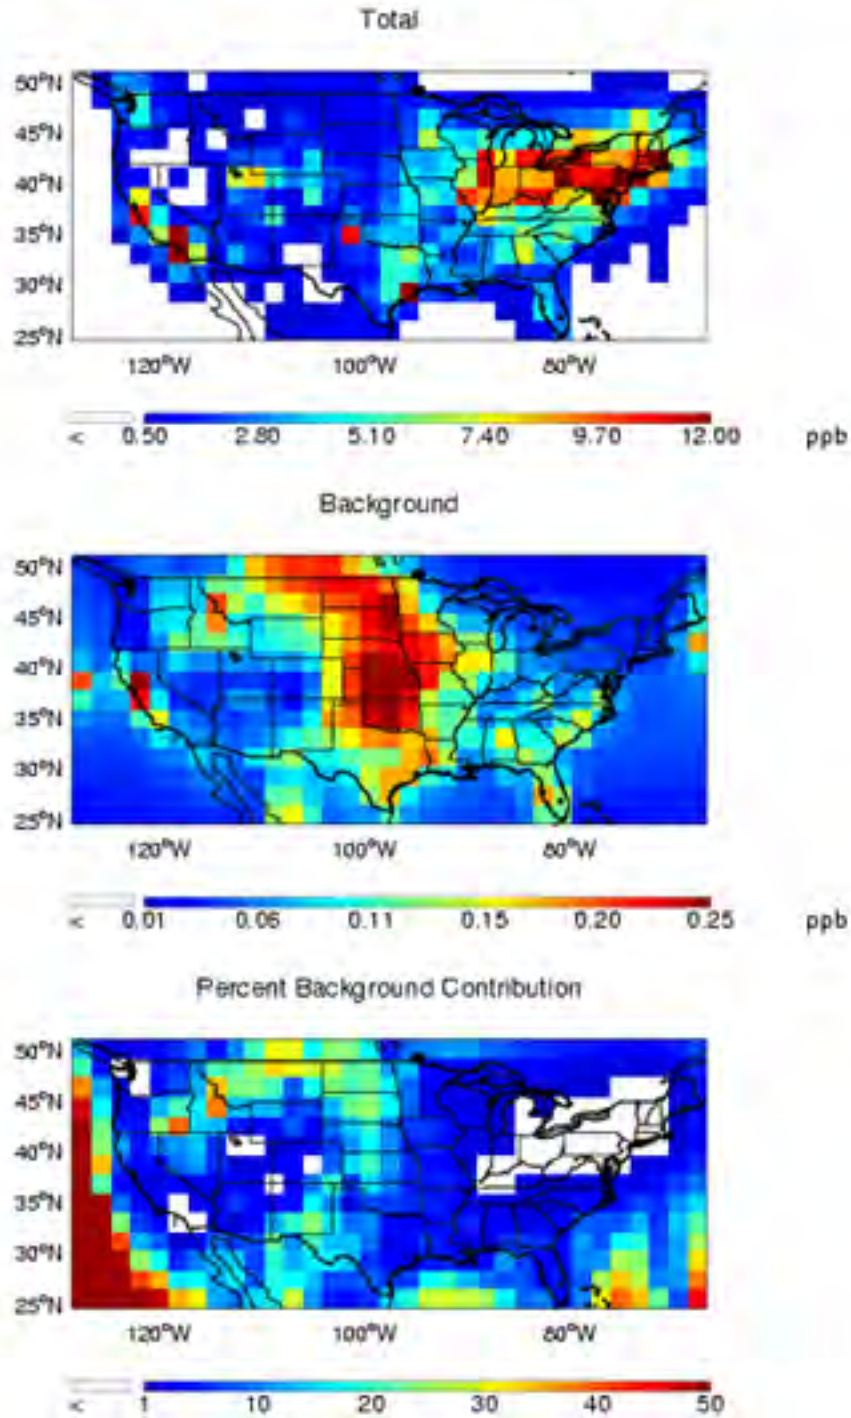 Total
50°N
45°N
40°N
35°N
30°N
25°N
120°W 100°W 80°W
< 0.50 2.80 5.10 7.40 9.70 12.00 ppb
Background
50°N
45°N
40°N
35°N
30°N
25°N
120°W 100°W 80°W
< 0.01 0.06 0.11 0.15 0.20 0.25 ppb
Percent Background Contribution
50°N
45°N
40°N
35°N
30°N
25°N
120°W 100°W 80°W
< 1 10 20 30 40 50